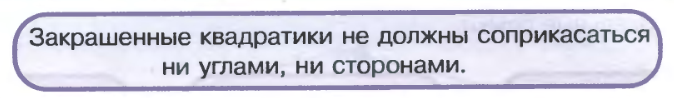 Закрашенные квадратики не должны соприкасаться
ни углами, ни сторонами.